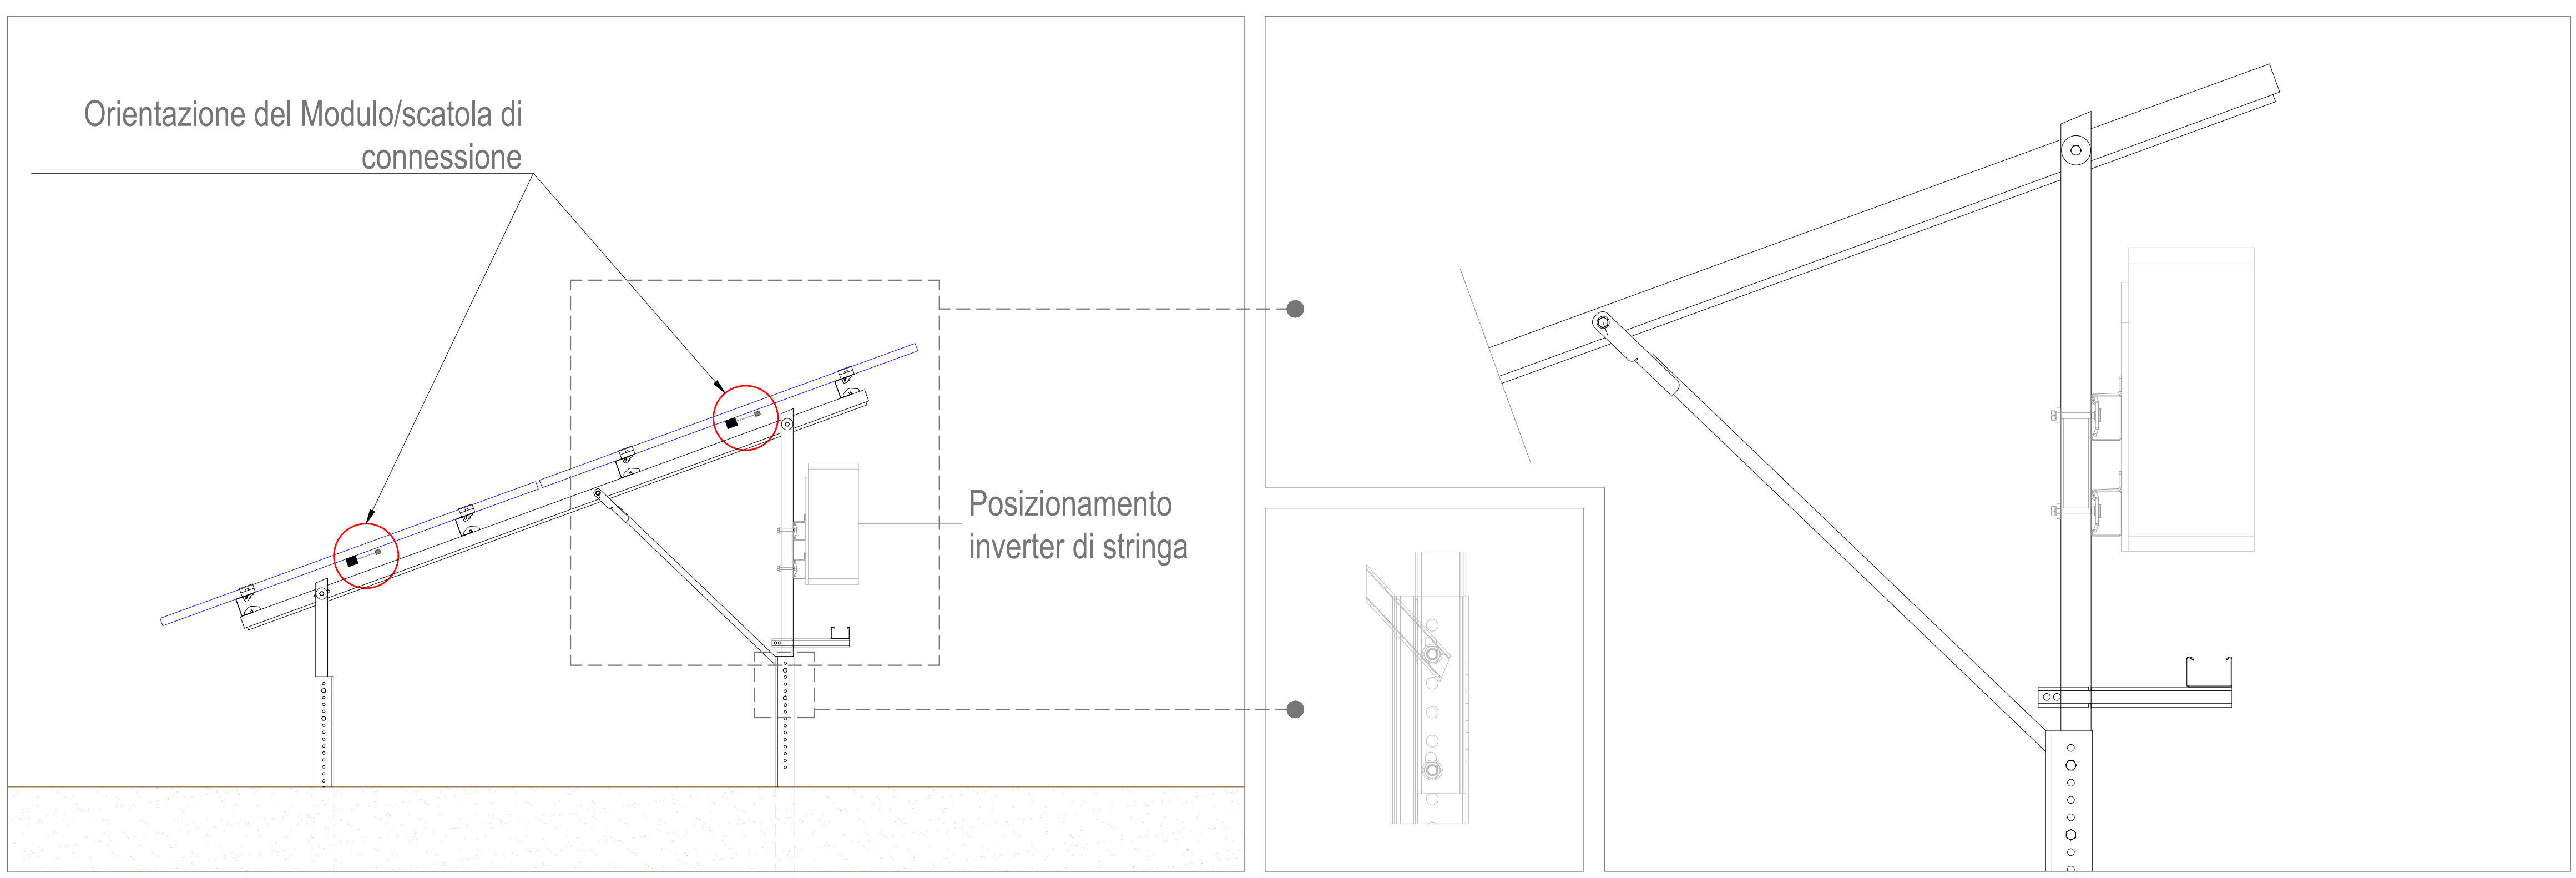 Orientazione del Modulo/scatola di
connessione
Posizionamento
inverter di stringa